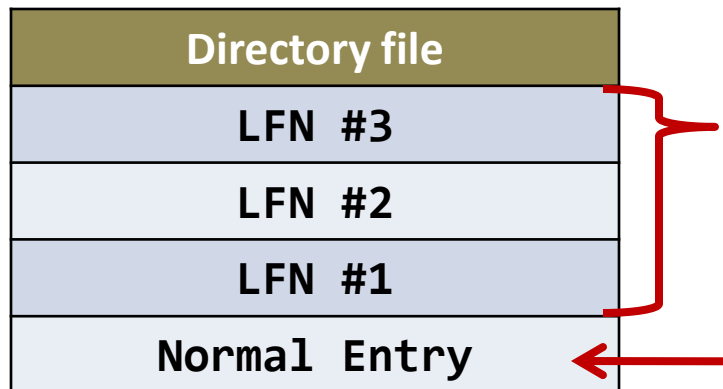 Directory file
LFN #3
LFN #2
LFN #1
Normal Entry